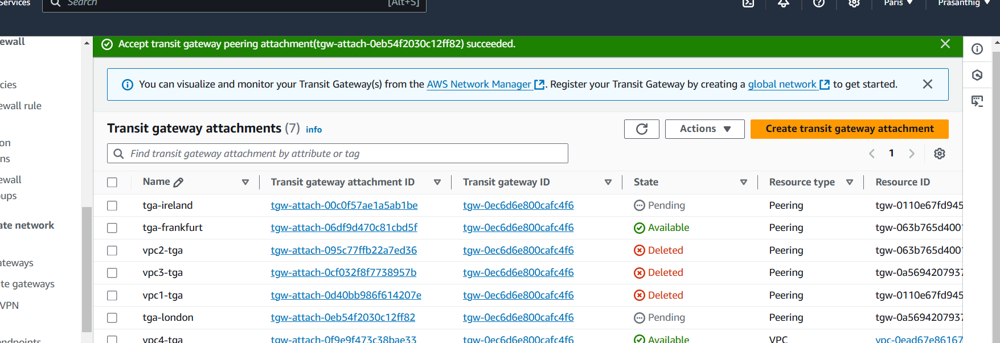 Services Search [Alt+S] Paris Prasanthig
ewall
Accept transit gateway peering attachment(tgw-attach-0eb54f2030c12ff82) succeeded.
cies
You can visualize and monitor your Transit Gateway(s) from the AWS Network Manager. Register your Transit Gateway by creating a global network to get started.
ewall rule
Transit gateway attachments (7) info
Actions
Create transit gateway attachment
on
ns
Find transit gateway attachment by attribute or tag
1
ewall
oups
Name Transit gateway attachment ID Transit gateway ID State Resource type Resource ID
tga-ireland tgw-attach-00c0f57ae1a5ab1be tgw-0ec6d6e800cafc4f6 Pending Peering tgw-0110e67fd945
ate network
tga-frankfurt tgw-attach-06df9d470c81cbd5f tgw-0ec6d6e800cafc4f6 Available Peering tgw-063b765d4001
vpc2-tga tgw-attach-095c77ffb22a7ed36 tgw-0ec6d6e800cafc4f6 Deleted Peering tgw-063b765d4001
ateways
vpc3-tga tgw-attach-0cf032f8f7738957b tgw-0ec6d6e800cafc4f6 Deleted Peering tgw-0a5694207937
te gateways
vpc1-tga tgw-attach-0d40bb986f614207e tgw-0ec6d6e800cafc4f6 Deleted Peering tgw-0110e67fd945
VPN
tga-london tgw-attach-0eb54f2030c12ff82 tgw-0ec6d6e800cafc4f6 Pending Peering tgw-0a5694207937
endpoints
vpc4-tga tgw-attach-0f9e9f473c38bae33 tgw-0ec6d6e800cafc4f6 Available VPC vpc-0ead67e86167